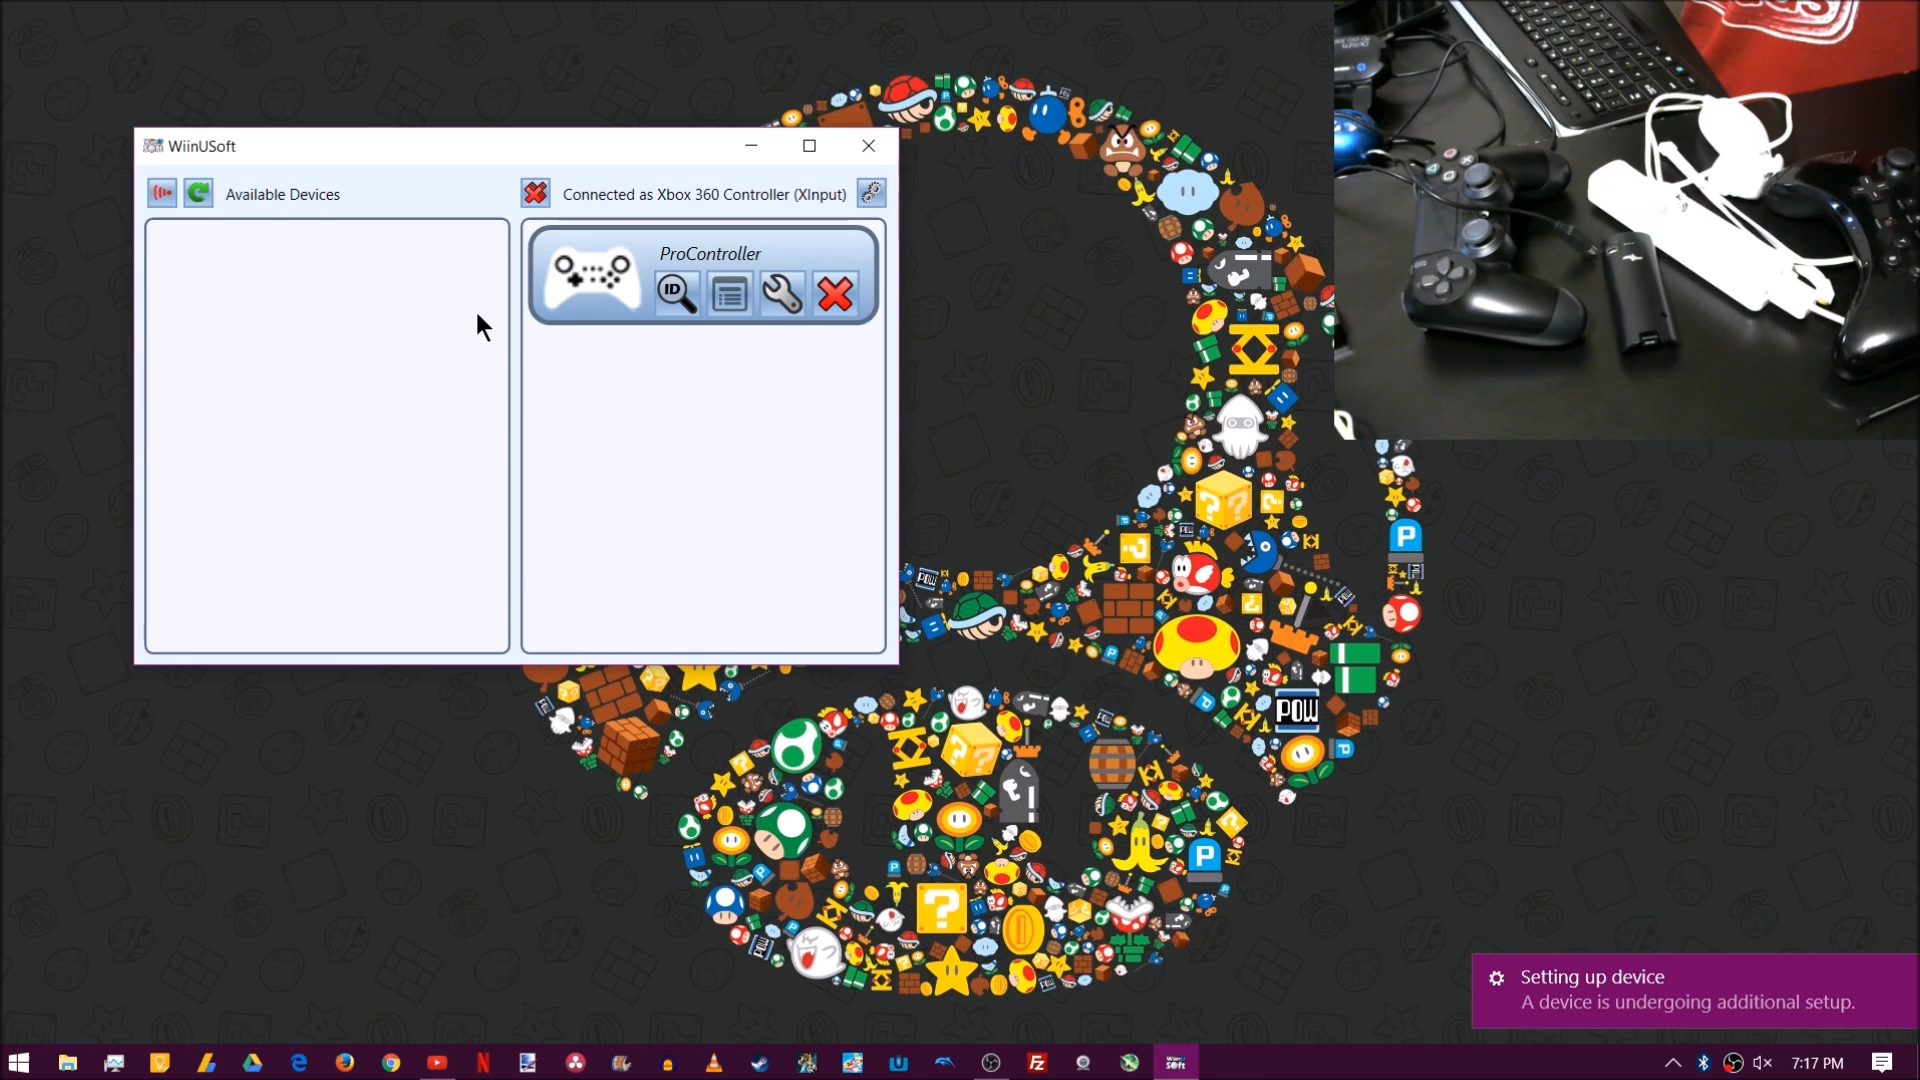 WiinUSoft
Available Devices
Connected as Xbox 360 Controller (XInput)
ProController
ID
P
POW
P
Setting up device
A device is undergoing additional setup.
7:17 PM